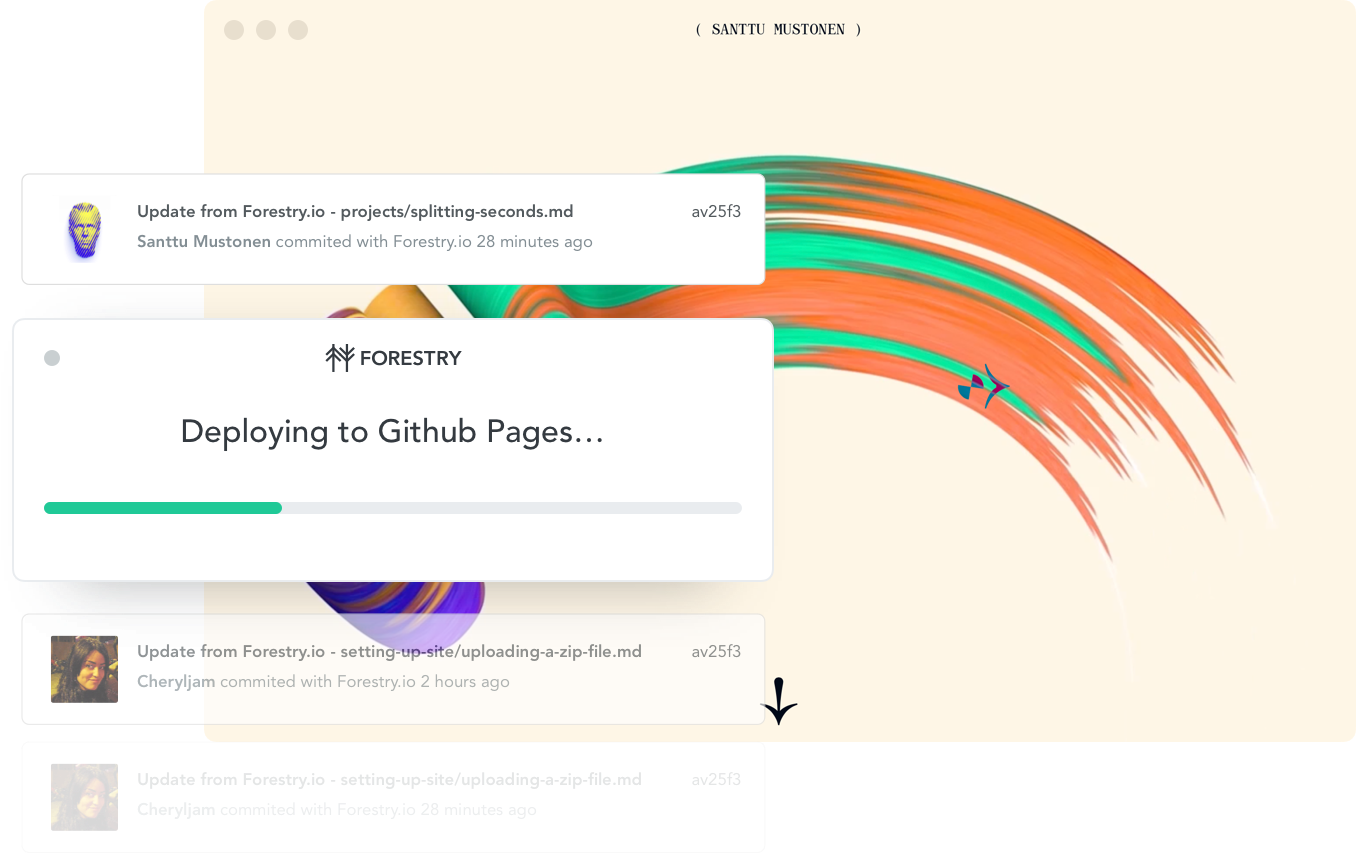 ( SANTTU MUSTONEN )
Update from Forestry.io - projects/splitting-seconds.md av25f3
Santtu Mustonen commited with Forestry.io 28 minutes ago
FORESTRY
Deploying to Github Pages...
Update from Forestry.io - setting-up-site/uploading-a-zip-file.md av25f3
Cheryljam commited with Forestry.io 2 hours ago
Update from Forestry.io - setting-up-site/uploading-a-zip-file.md av25f3
Cheryljam commited with Forestry.io 28 minutes ago